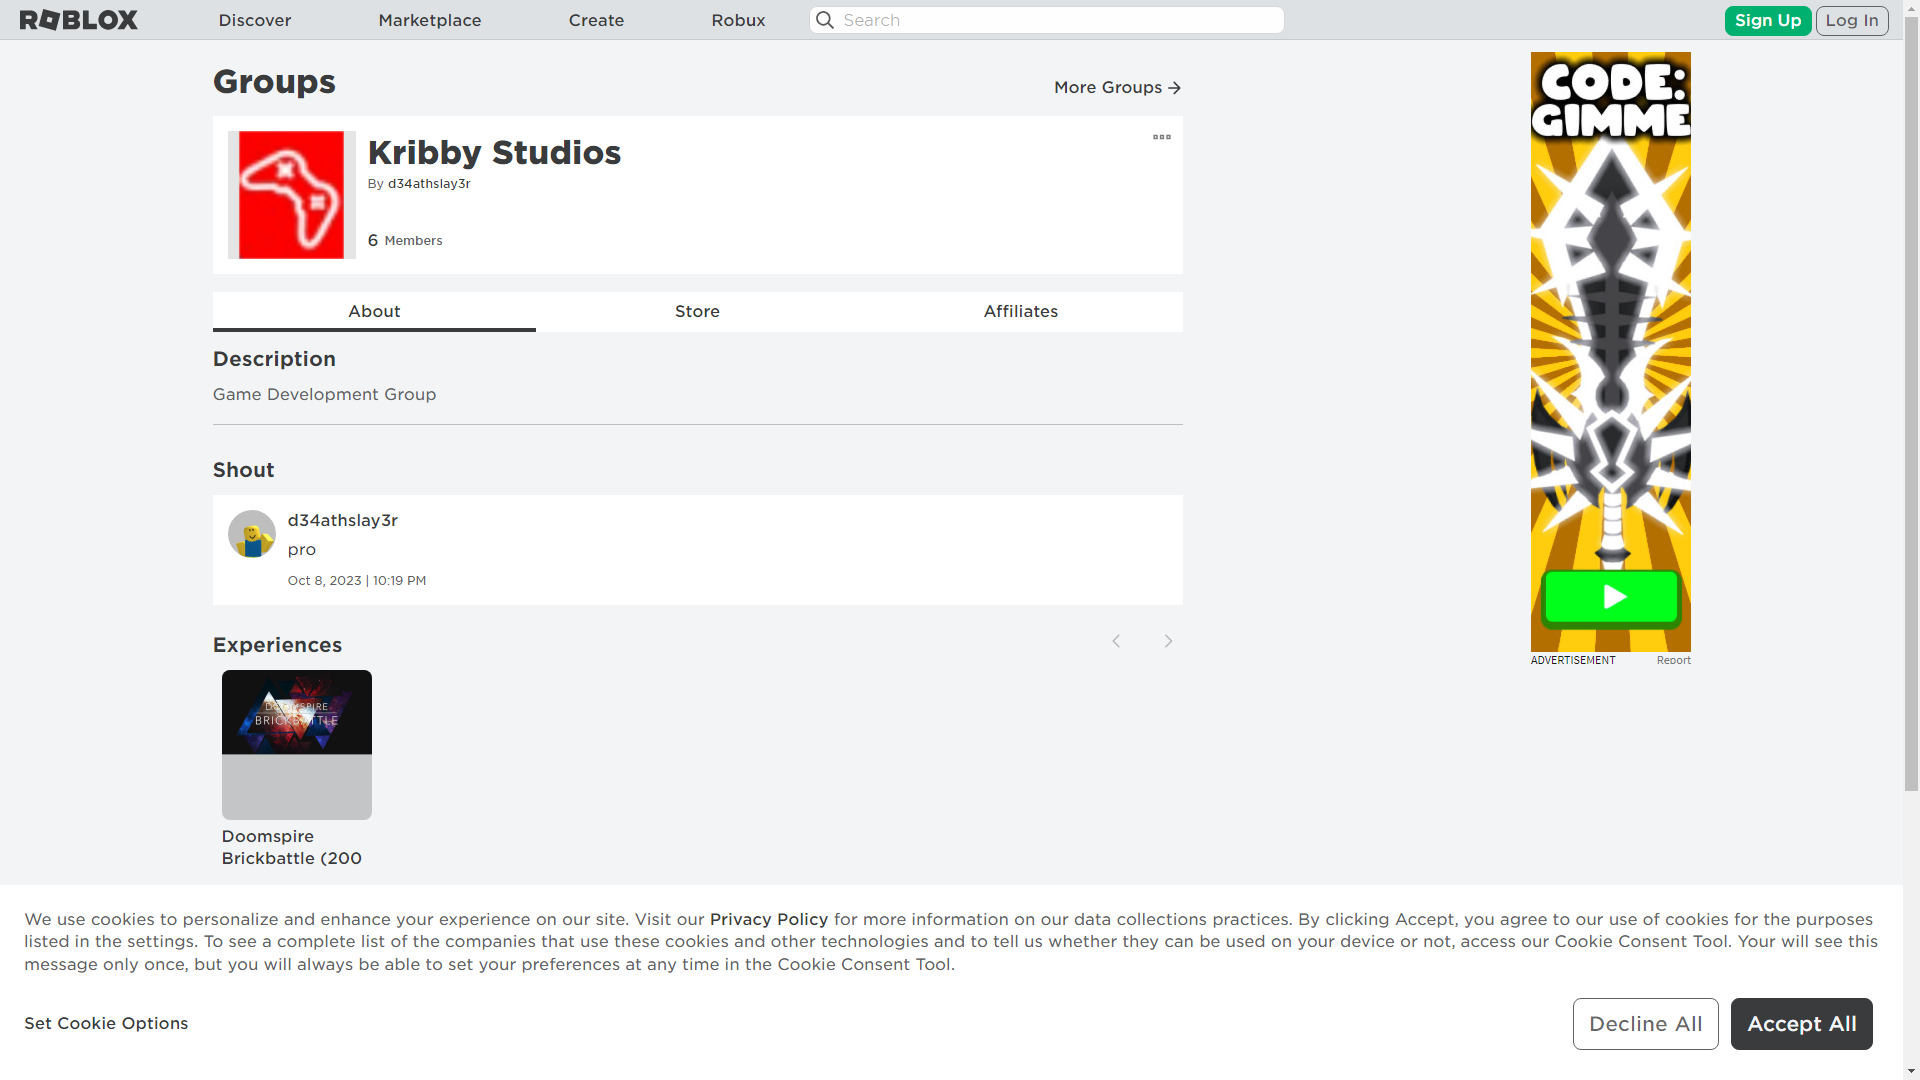 ROBLOX
Discover
Marketplace
Create
Robux
Search
Sign Up
Log In
Groups
More Groups
Kribby Studios
By d34athslay3r
6 Members
About
Store
Affiliates
Description
Game Development Group
Shout
d34athslay3r
pro
Oct 8, 2023 | 10:19 PM
Experiences
DOOMSPIRE
BRICKBATTLE
Doomspire
Brickbattle (200
CODE:
GIMME
ADVERTISEMENT
Report
We use cookies to personalize and enhance your experience on our site. Visit our Privacy Policy for more information on our data collections practices. By clicking Accept, you agree to our use of cookies for the purposes
listed in the settings. To see a complete list of the companies that use these cookies and other technologies and to tell us whether they can be used on your device or not, access our Cookie Consent Tool. Your will see this
message only once, but you will always be able to set your preferences at any time in the Cookie Consent Tool.
Set Cookie Options
Decline All
Accept All